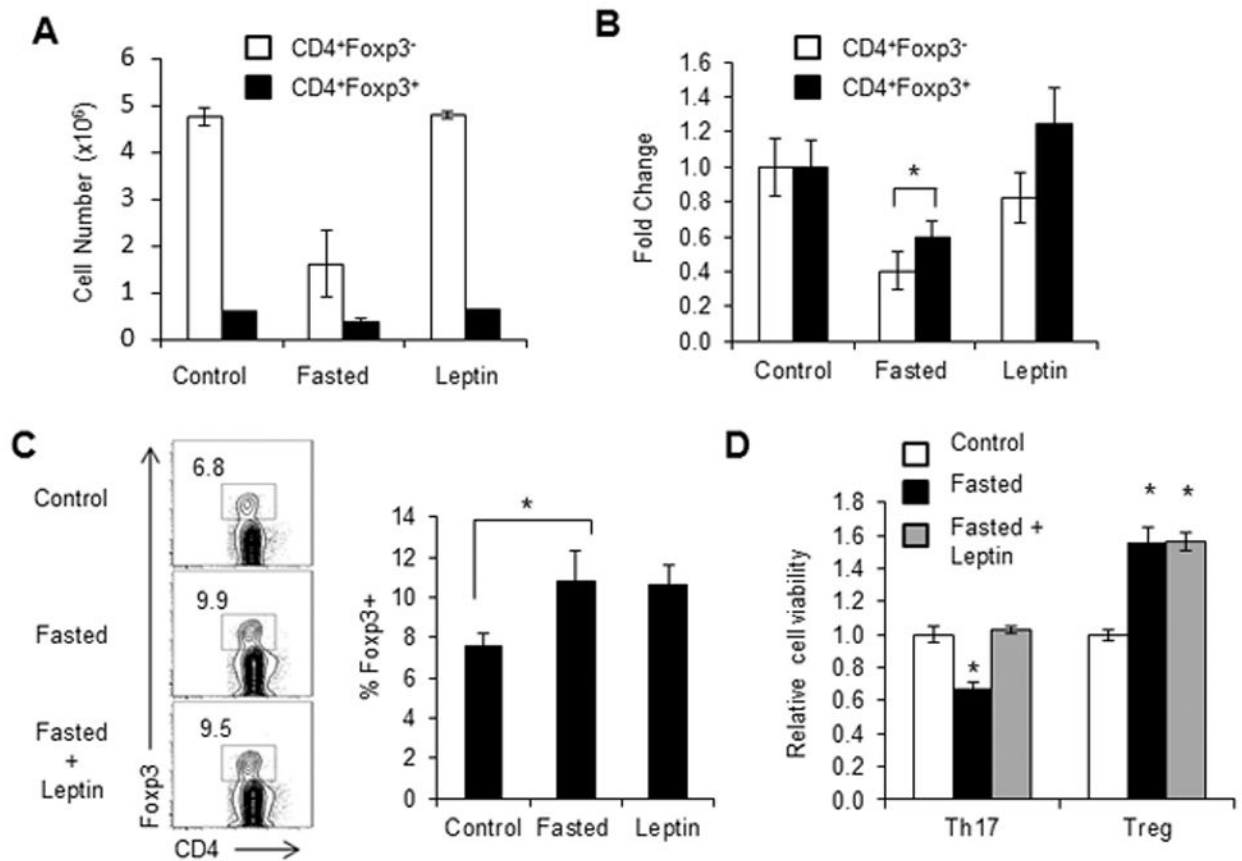 A
CD4⁺Foxp3⁻
CD4⁺Foxp3⁺
Cell Number (x10⁶)
6
5
4
3
2
1
0
Control Fasted Leptin
B
CD4⁺Foxp3⁻
CD4⁺Foxp3⁺
Fold Change
1.6
1.4
1.2
1.0
0.8
0.6
0.4
0.2
0.0
*
Control Fasted Leptin
C
Control
6.8
Fasted
9.9
Fasted
+
Leptin
9.5
Foxp3
CD4
% Foxp3+
14
12
10
8
6
4
2
0
*
Control Fasted Leptin
D
Control
Fasted
Fasted +
Leptin
Relative cell viability
1.8
1.6
1.4
1.2
1.0
0.8
0.6
0.4
0.2
0.0
*
* *
Th17 Treg